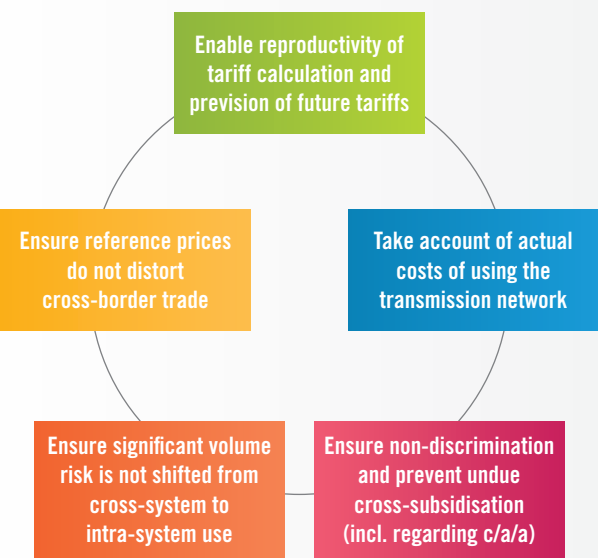 Enable reproductivity of
tariff calculation and
prevision of future tariffs
Ensure reference prices
do not distort
cross-border trade
Take account of actual
costs of using the
transmission network
Ensure significant volume
risk is not shifted from
cross-system to
intra-system use
Ensure non-discrimination
and prevent undue
cross-subsidisation
(incl. regarding c/a/a)